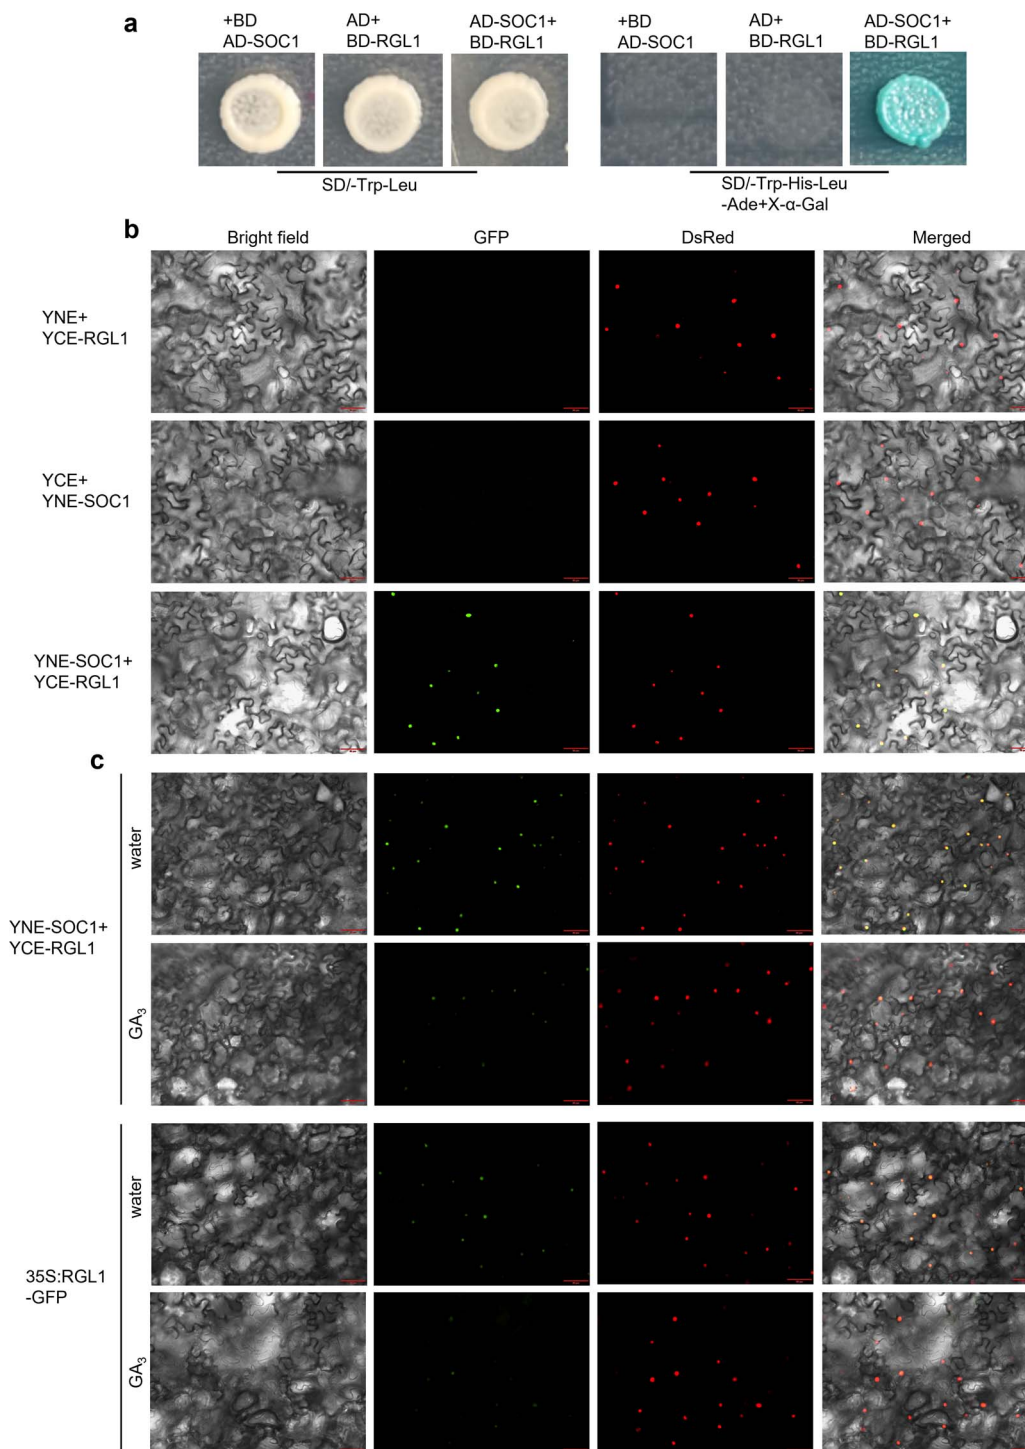 a
+BD
AD-SOC1
AD+
BD-RGL1
AD-SOC1+
BD-RGL1
+BD
AD-SOC1
AD+
BD-RGL1
AD-SOC1+
BD-RGL1
SD/-Trp-Leu
SD/-Trp-His-Leu
-Ade+X-α-Gal
b
Bright field
GFP
DsRed
Merged
YNE+
YCE-RGL1
YCE+
YNE-SOC1
YNE-SOC1+
YCE-RGL1
c
YNE-SOC1+
YCE-RGL1
water
GA₃
35S:RGL1
-GFP
water
GA₃